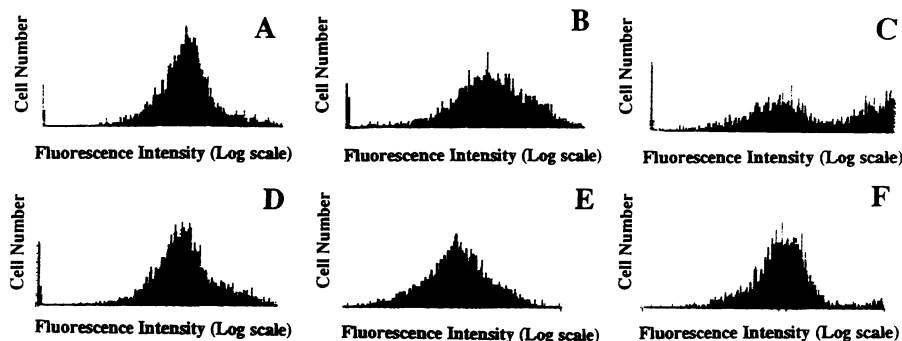 A
Cell Number
Fluorescence Intensity (Log scale)
B
Cell Number
Fluorescence Intensity (Log scale)
C
Cell Number
Fluorescence Intensity (Log scale)
D
Cell Number
Fluorescence Intensity (Log scale)
E
Cell Number
Fluorescence Intensity (Log scale)
F
Cell Number
Fluorescence Intensity (Log scale)